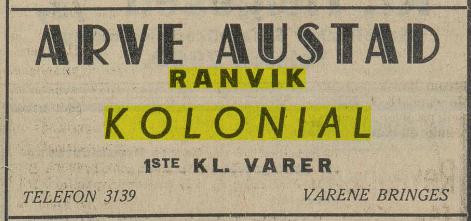 ARVE AUSTAD
RANVIK
KOLONIAL
1STE KL. VARER
TELEFON 3139 VARENE BRINGES